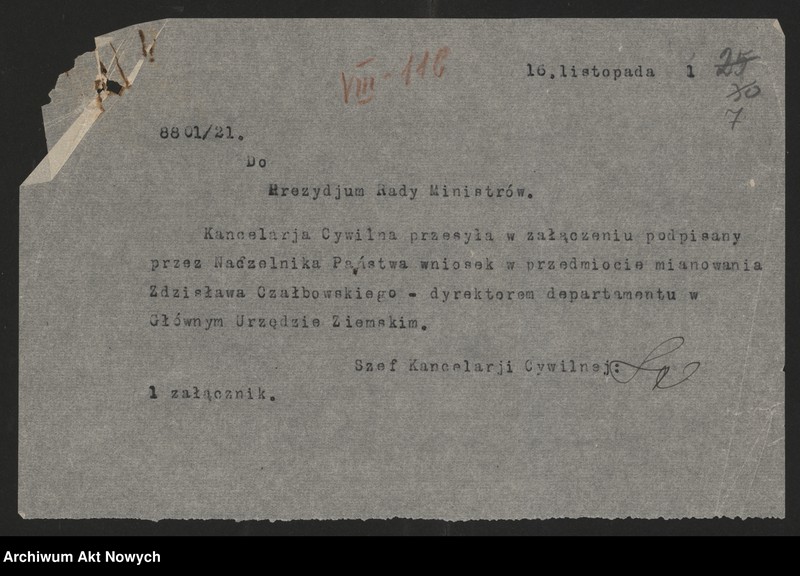 VIII-116
16.listopada 1
25
20
7
8801/21.
Do
Prezydjum Rady Ministrów.
Kancelarja Cywilna przesyła w załączeniu podpisany
przez Naczelnika Państwa wniosek w przedmiocie mianowania
Zdzisława Czałbowskiego - dyrektorem departamentu w
Głównym Urzędzie Ziemskim.
Szef Kancelarji Cywilnej:
1 załącznik.
Archiwum Akt Nowych